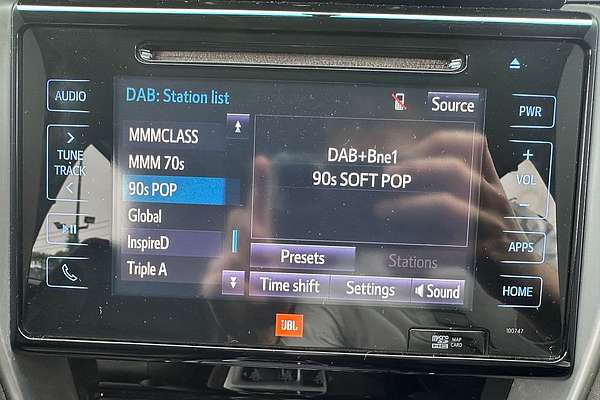 AUDIO
TUNE
TRACK
DAB: Station list
Source
MMMCLASS
MMM 70s
90s POP
Global
InspireD
Triple A
DAB+Bne1
90s SOFT POP
Presets
Stations
Time shift
Settings
Sound
PWR
+
VOL
−
APPS
HOME
JBL
MAP
CARD
100747